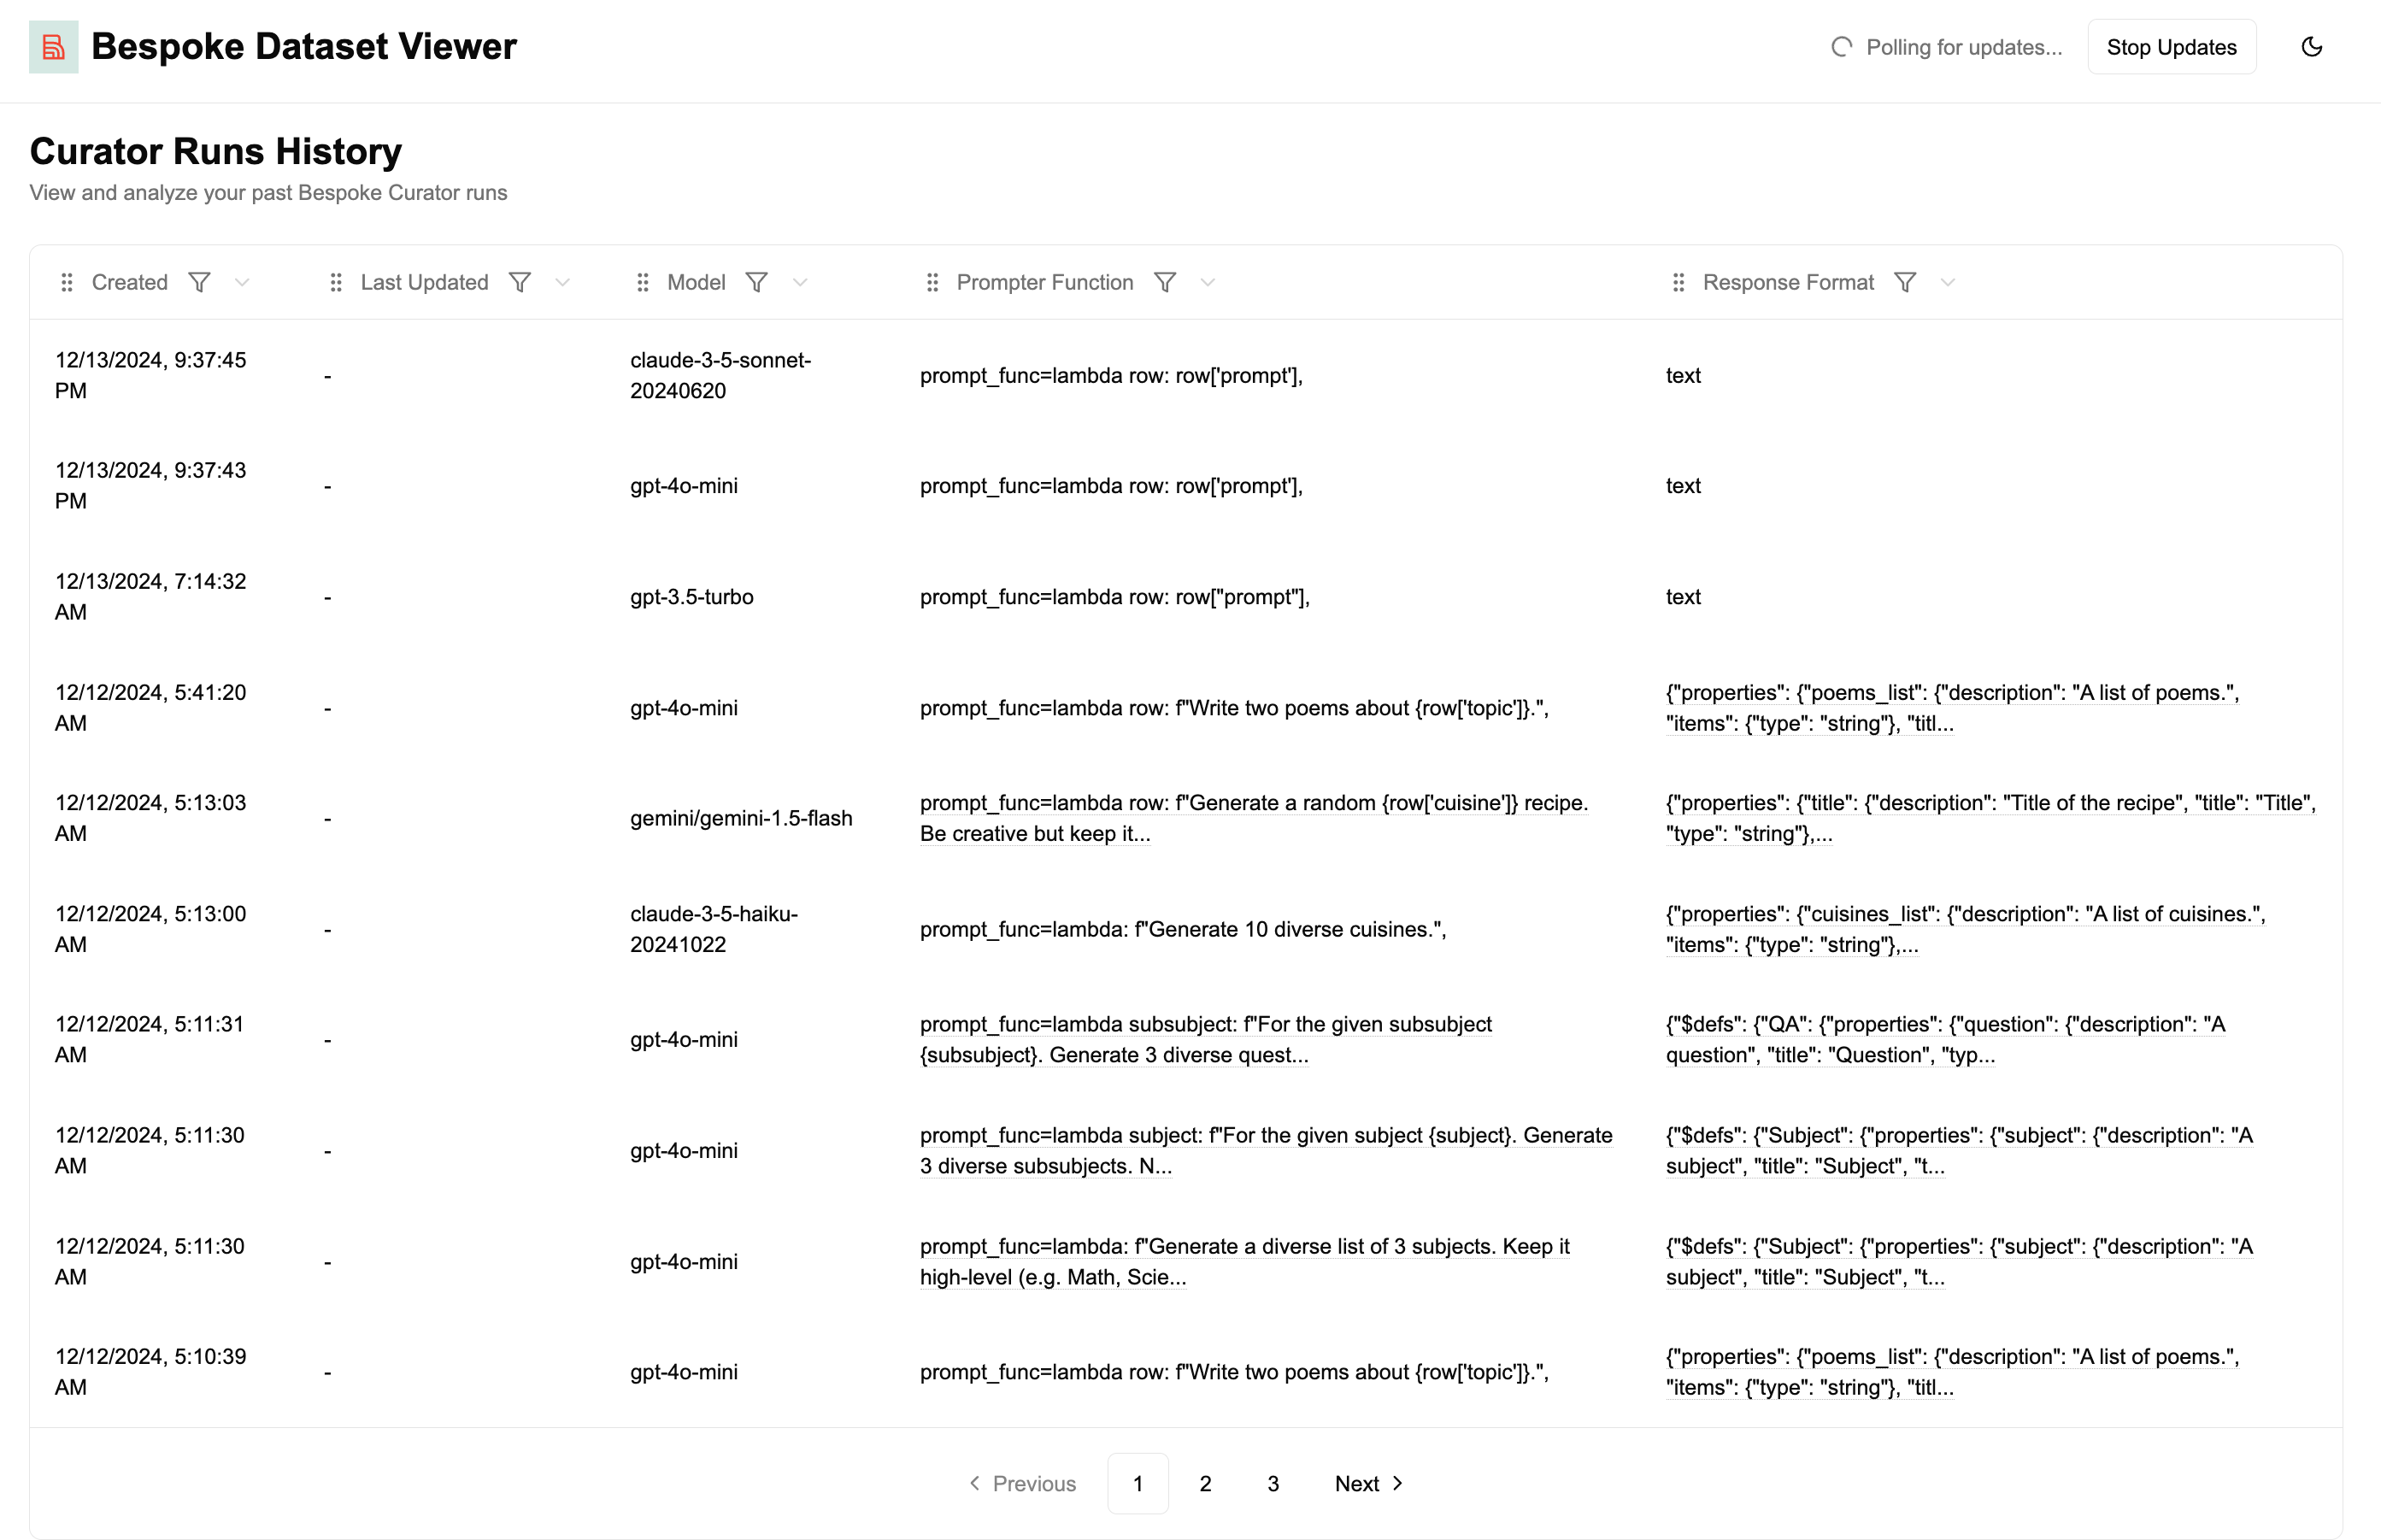 Bespoke Dataset Viewer
Polling for updates...
Stop Updates
Curator Runs History
View and analyze your past Bespoke Curator runs
Created
Last Updated
Model
Prompter Function
Response Format
12/13/2024, 9:37:45
PM
-
claude-3-5-sonnet-
20240620
prompt_func=lambda row: row['prompt'],
text
12/13/2024, 9:37:43
PM
-
gpt-4o-mini
prompt_func=lambda row: row['prompt'],
text
12/13/2024, 7:14:32
AM
-
gpt-3.5-turbo
prompt_func=lambda row: row["prompt"],
text
12/12/2024, 5:41:20
AM
-
gpt-4o-mini
prompt_func=lambda row: f"Write two poems about {row['topic']}.",
{"properties": {"poems_list": {"description": "A list of poems.",
"items": {"type": "string"}, "titl...
12/12/2024, 5:13:03
AM
-
gemini/gemini-1.5-flash
prompt_func=lambda row: f"Generate a random {row['cuisine']} recipe.
Be creative but keep it...
{"properties": {"title": {"description": "Title of the recipe", "title": "Title",
"type": "string"},...
12/12/2024, 5:13:00
AM
-
claude-3-5-haiku-
20241022
prompt_func=lambda: f"Generate 10 diverse cuisines.",
{"properties": {"cuisines_list": {"description": "A list of cuisines.",
"items": {"type": "string"},...
12/12/2024, 5:11:31
AM
-
gpt-4o-mini
prompt_func=lambda subsubject: f"For the given subsubject
{subsubject}. Generate 3 diverse quest...
{"$defs": {"QA": {"properties": {"question": {"description": "A
question", "title": "Question", "typ...
12/12/2024, 5:11:30
AM
-
gpt-4o-mini
prompt_func=lambda subject: f"For the given subject {subject}. Generate
3 diverse subsubjects. N...
{"$defs": {"Subject": {"properties": {"subject": {"description": "A
subject", "title": "Subject", "t...
12/12/2024, 5:11:30
AM
-
gpt-4o-mini
prompt_func=lambda: f"Generate a diverse list of 3 subjects. Keep it
high-level (e.g. Math, Scie...
{"$defs": {"Subject": {"properties": {"subject": {"description": "A
subject", "title": "Subject", "t...
12/12/2024, 5:10:39
AM
-
gpt-4o-mini
prompt_func=lambda row: f"Write two poems about {row['topic']}.",
{"properties": {"poems_list": {"description": "A list of poems.",
"items": {"type": "string"}, "titl...
Previous
1
2
3
Next